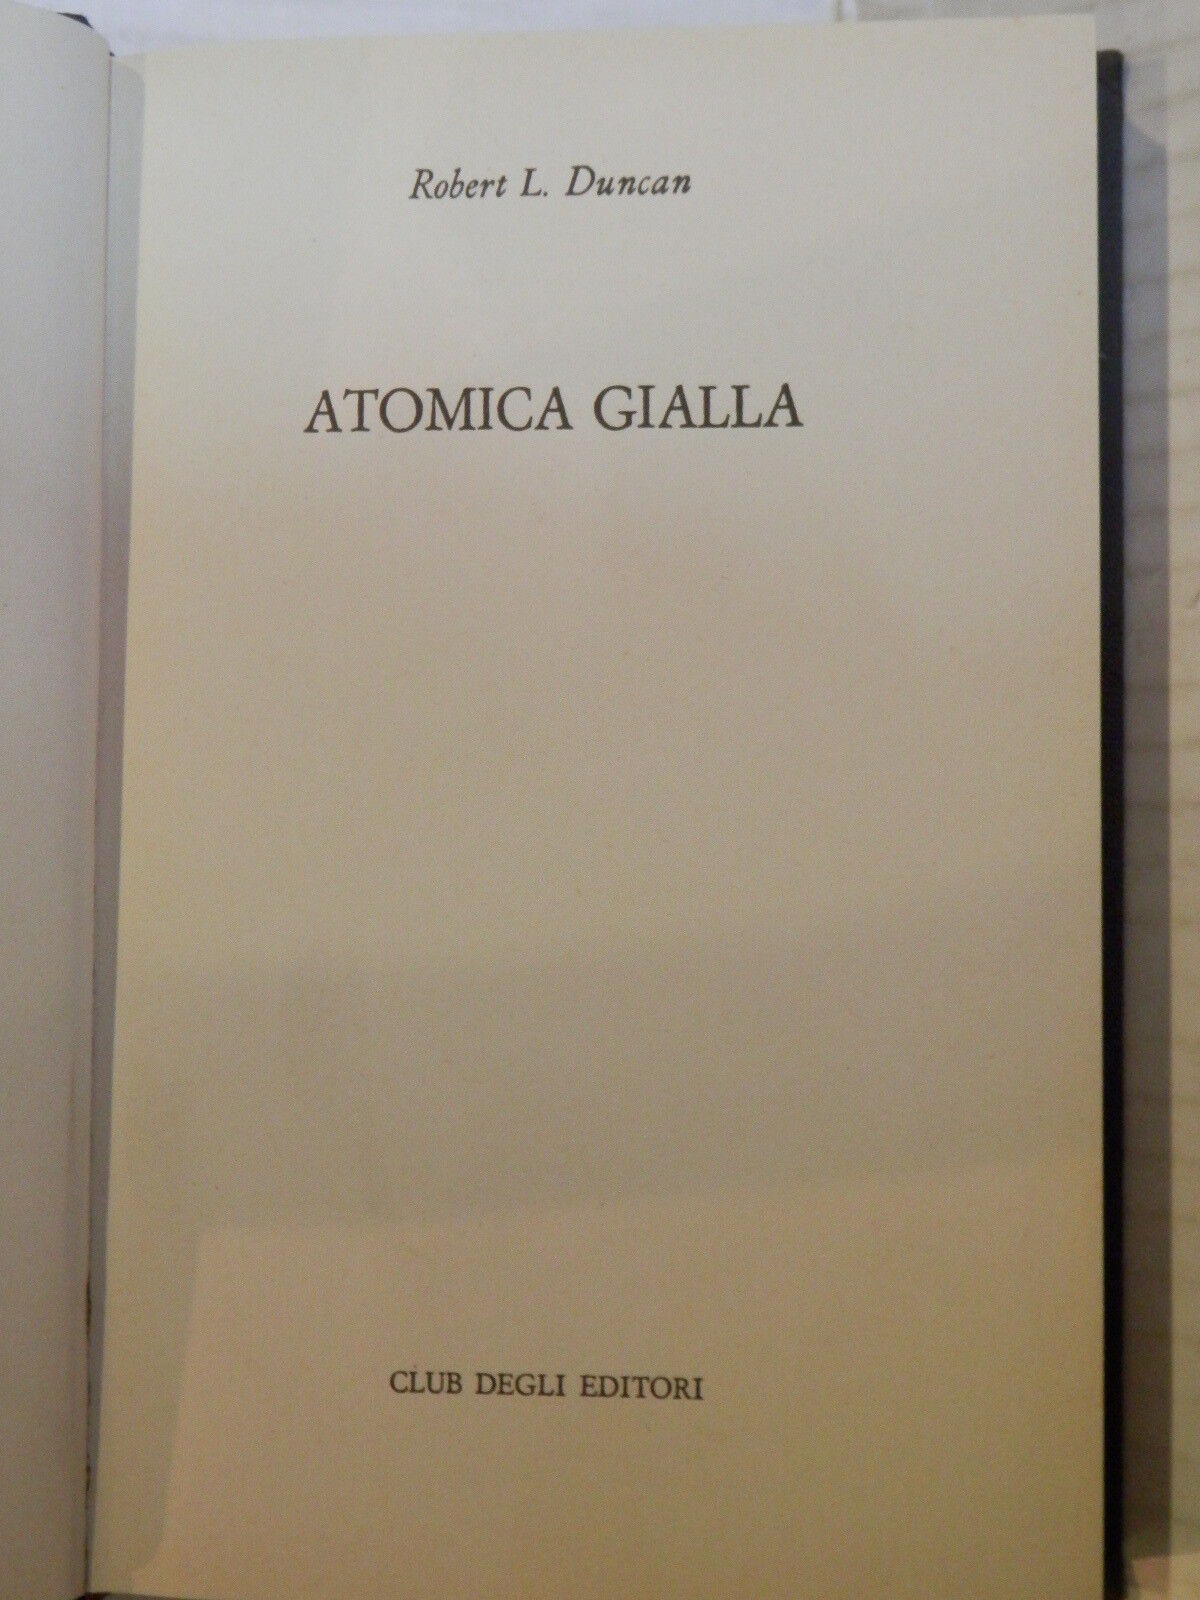 Robert L. Duncan
ATOMICA GIALLA
CLUB DEGLI EDITORI